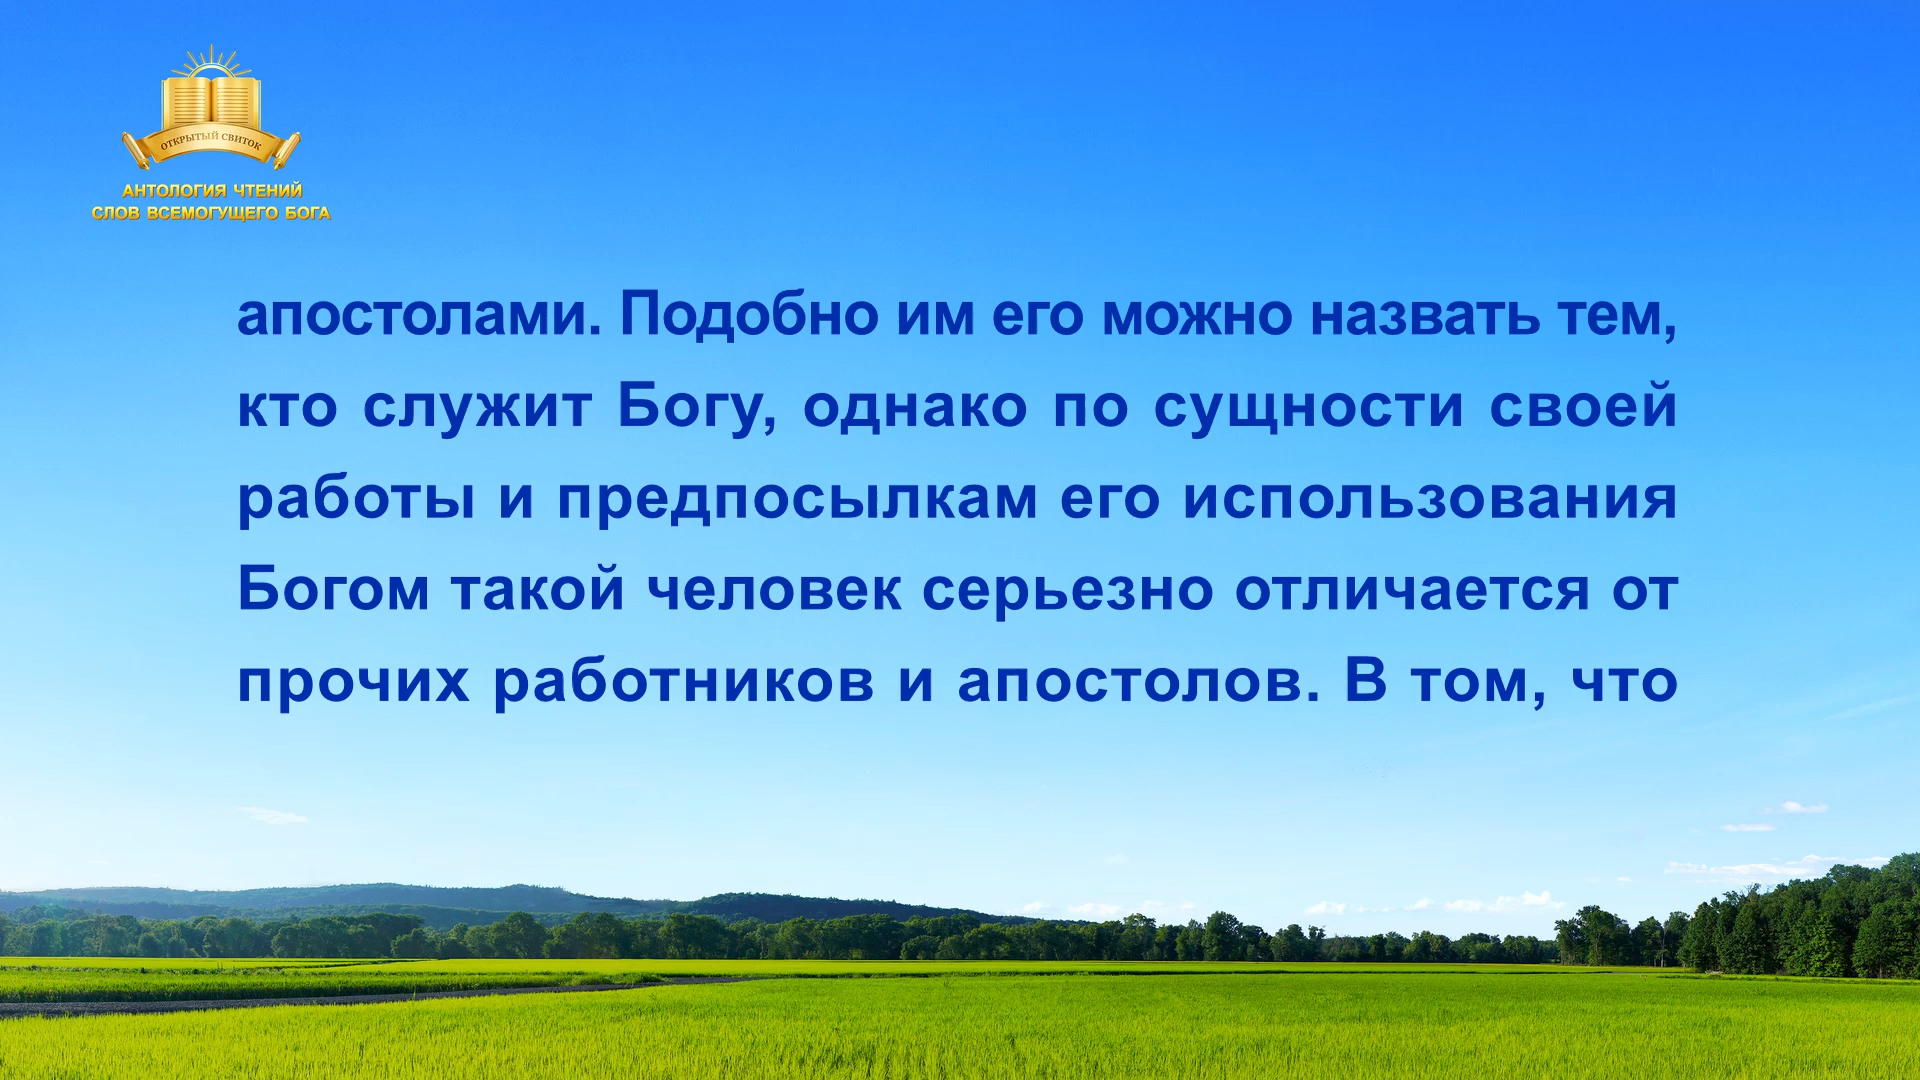 ОТКРЫТЫЙ СВИТОК
АНТОЛОГИЯ ЧТЕНИЙ
СЛОВ ВСЕМОГУЩЕГО БОГА
апостолами. Подобно им его можно назвать тем,
кто служит Богу, однако по сущности своей
работы и предпосылкам его использования
Богом такой человек серьезно отличается от
прочих работников и апостолов. В том, что